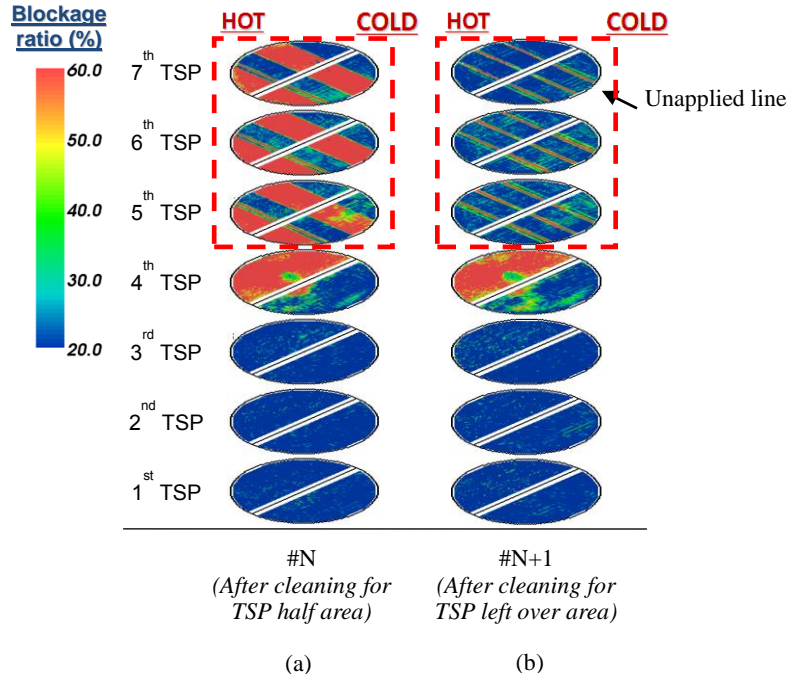 Blockage
ratio (%)
HOT COLD HOT COLD
60.0
50.0
40.0
30.0
20.0
7th TSP
Unapplied line
6th TSP
5th TSP
4th TSP
3rd TSP
2nd TSP
1st TSP
#N #N+1
(After cleaning for (After cleaning for
TSP half area) TSP left over area)
(a) (b)